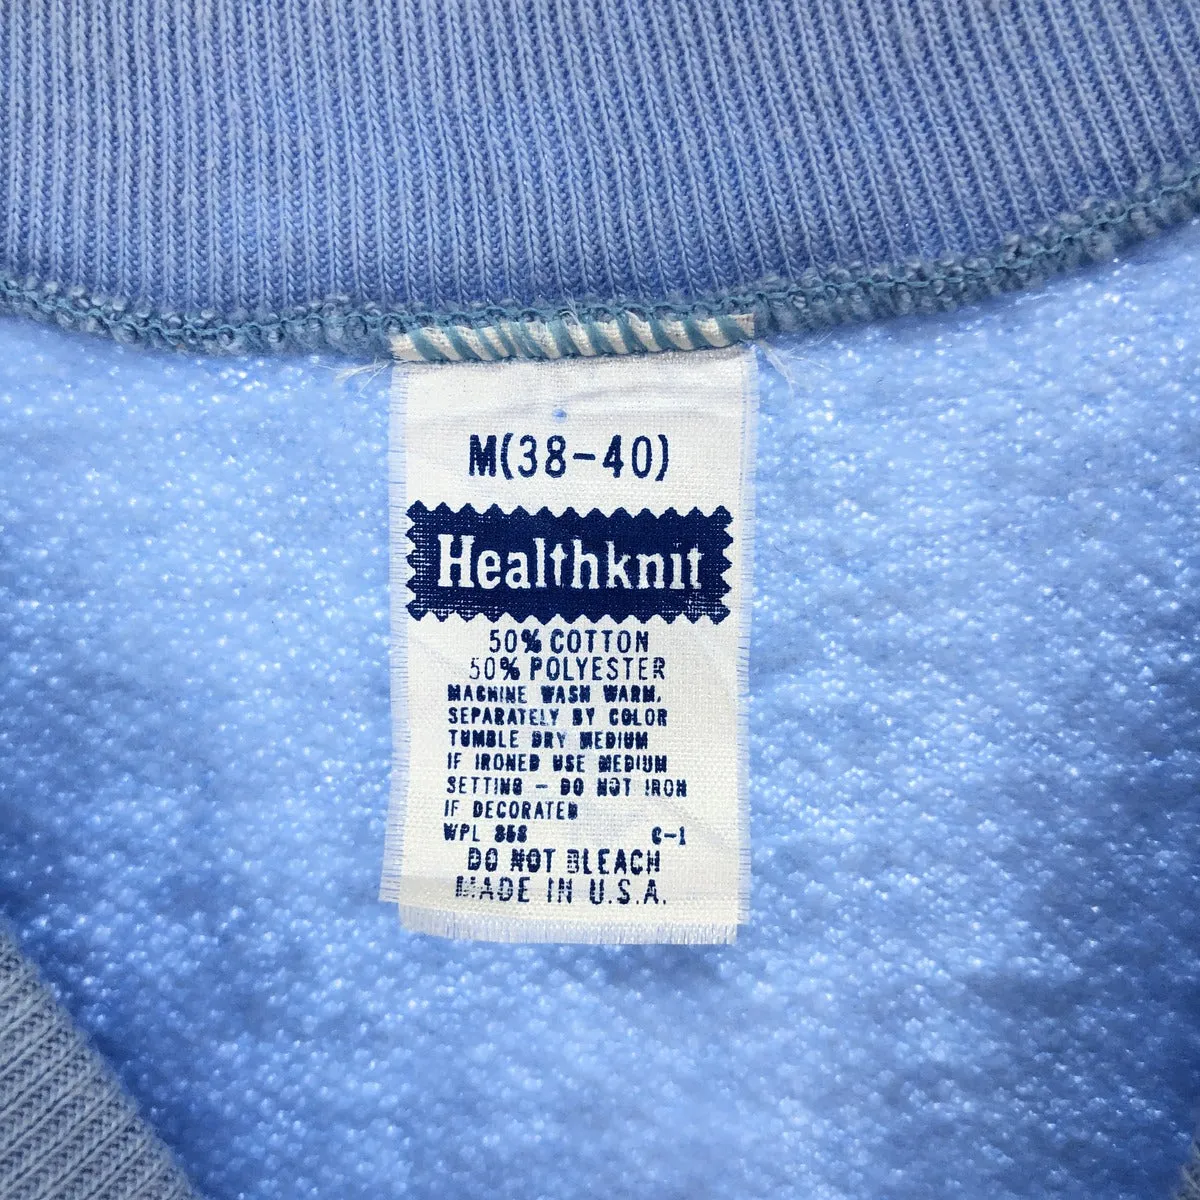 M(38-40)
Healthknit
50% COTTON
50% POLYESTER
MACHINE WASH WARM.
SEPARATELY BY COLOR
TUMBLE DRY MEDIUM
IF IRONED USE MEDIUM
SETTING - DO NOT IRON
IF DECORATED
WPL C-1
DO NOT BLEACH
MADE IN U.S.A.